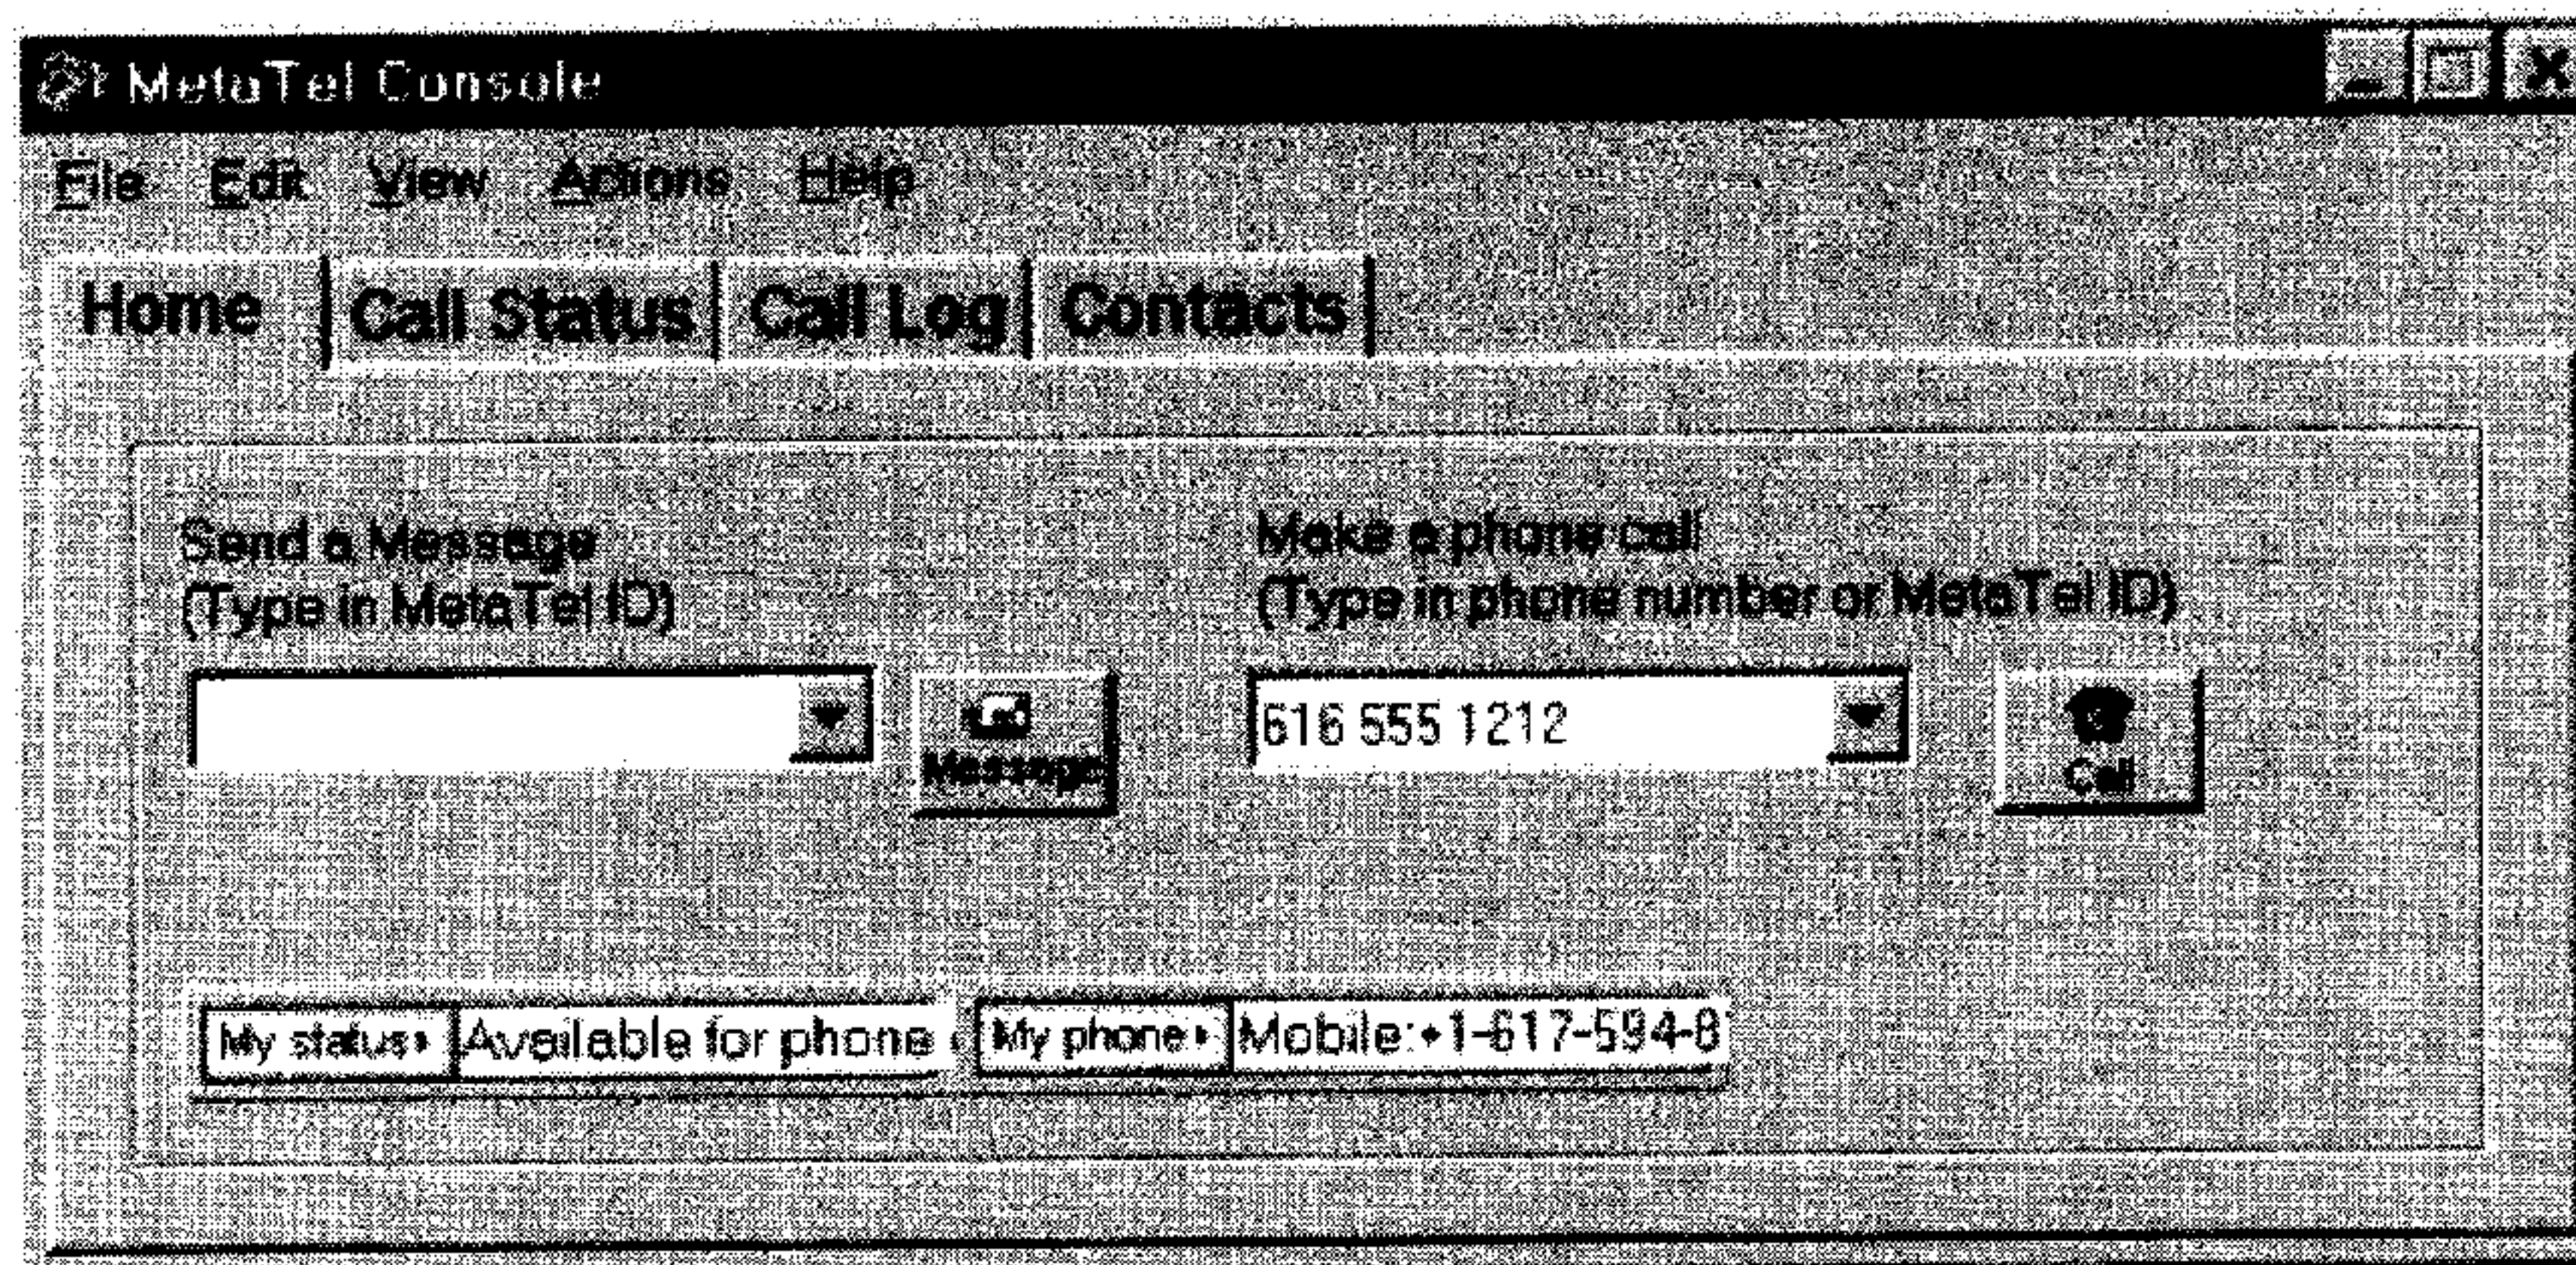 MetaTel Console
File Edit View Actions Help
Home Call Status Call Log Contacts
Send a Message
(Type in MetaTel ID)
Make a phone call
(Type in phone number or MetaTel ID)
616 555 1212
Message
Call
My status Available for phone
My phone Mobile:+1-617-594-8